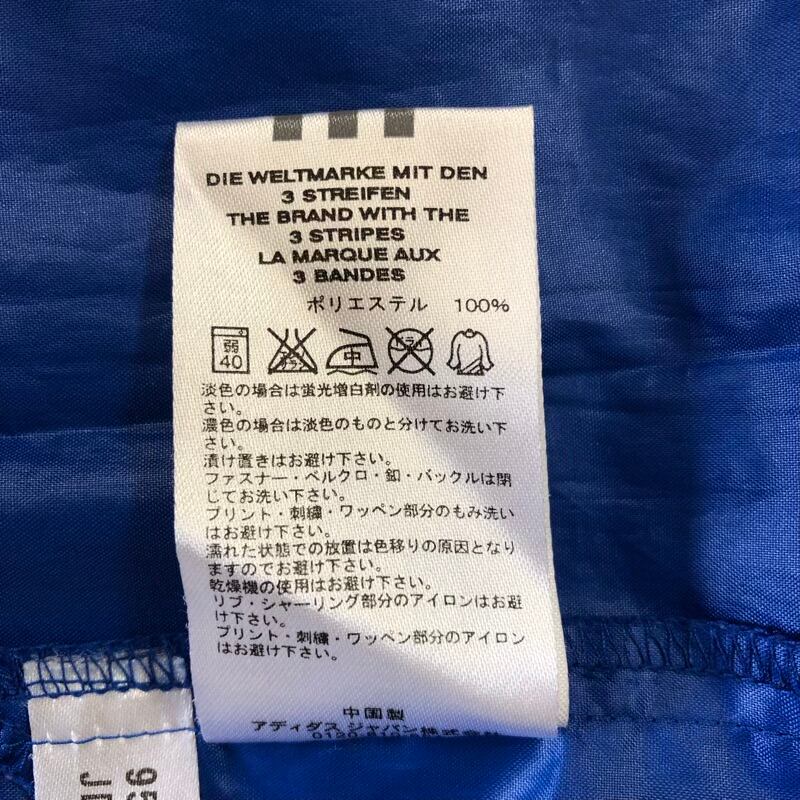 DIE WELTMARKE MIT DEN
3 STREIFEN
THE BRAND WITH THE
3 STRIPES
LA MARQUE AUX
3 BANDES
ポリエステル 100%
弱 40 中 ドライ
淡色の場合は蛍光増白剤の使用はお避け下
さい。
濃色の場合は淡色のものと分けてお洗い下
さい。
漬け置きはお避け下さい。
ファスナー・ベルクロ・釦・バックルは閉
じてお洗い下さい。
プリント・刺繍・ワッペン部分のもみ洗い
はお避け下さい。
濡れた状態での放置は色移りの原因となり
ますのでお避け下さい。
乾燥機の使用はお避け下さい。
リブ・シャーリング部分のアイロンはお避
け下さい。
プリント・刺繍・ワッペン部分のアイロン
はお避け下さい。
中国製
アディダス ジャパン株式会社
0120
95